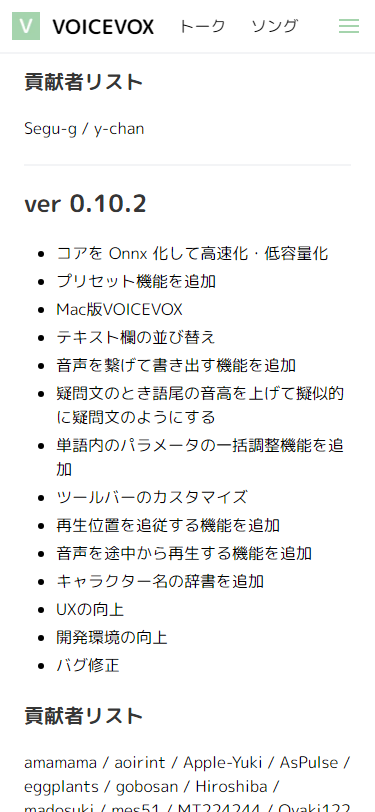 V VOICEVOX トーク ソング
貢献者リスト
Segu-g / y-chan
ver 0.10.2
コアを Onnx 化して高速化・低容量化
プリセット機能を追加
Mac版VOICEVOX
テキスト欄の並び替え
音声を繋げて書き出す機能を追加
疑問文のとき語尾の音高を上げて擬似的
に疑問文のようにする
単語内のパラメータの一括調整機能を追
加
ツールバーのカスタマイズ
再生位置を追従する機能を追加
音声を途中から再生する機能を追加
キャラクター名の辞書を追加
UXの向上
開発環境の向上
バグ修正
貢献者リスト
amamama / aoirint / Apple-Yuki / AsPulse /
eggplants / gobosan / Hiroshiba /
madosuki / mes51 / MT224244 / Oyaki122